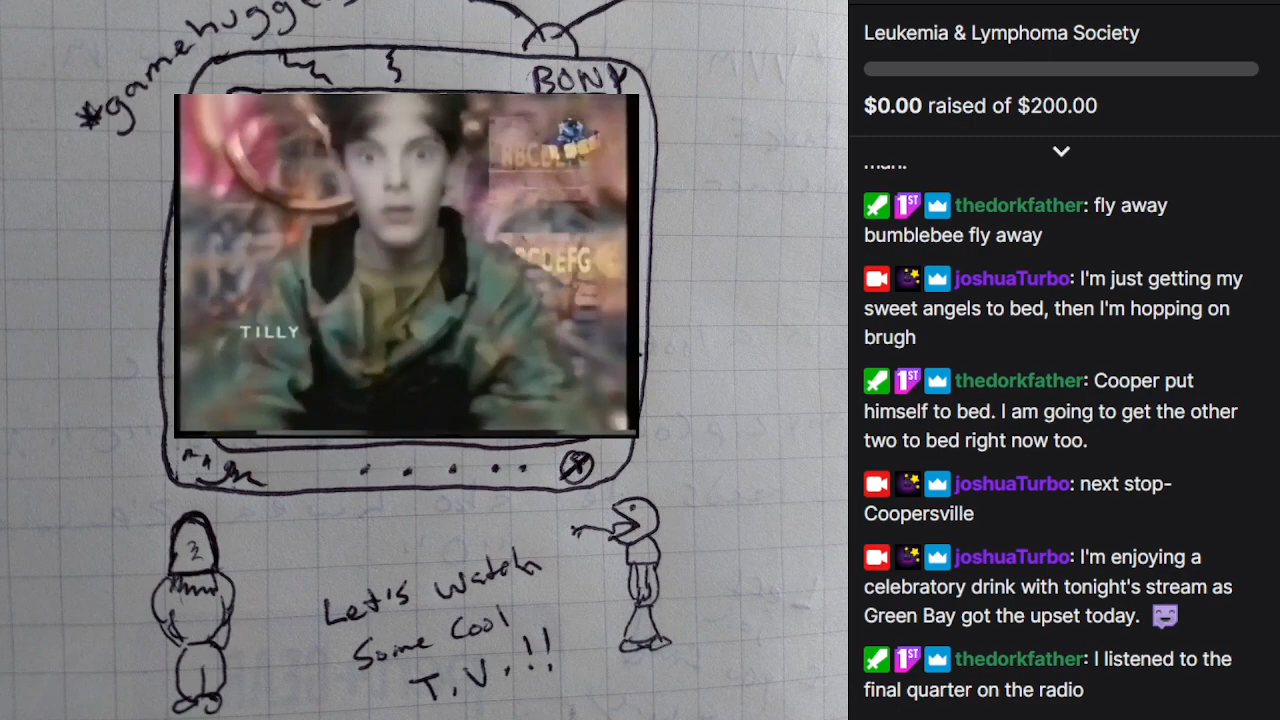 *gamehugger
BONY
ABCDEFG
ABCDEFG
TILLY
2
Let's Watch
Some Cool
T.V.!!
Leukemia & Lymphoma Society
$0.00 raised of $200.00
thedorkfather: fly away
bumblebee fly away
joshuaTurbo: I'm just getting my
sweet angels to bed, then I'm hopping on
brugh
thedorkfather: Cooper put
himself to bed. I am going to get the other
two to bed right now too.
joshuaTurbo: next stop-
Coopersville
joshuaTurbo: I'm enjoying a
celebratory drink with tonight's stream as
Green Bay got the upset today.
thedorkfather: I listened to the
final quarter on the radio